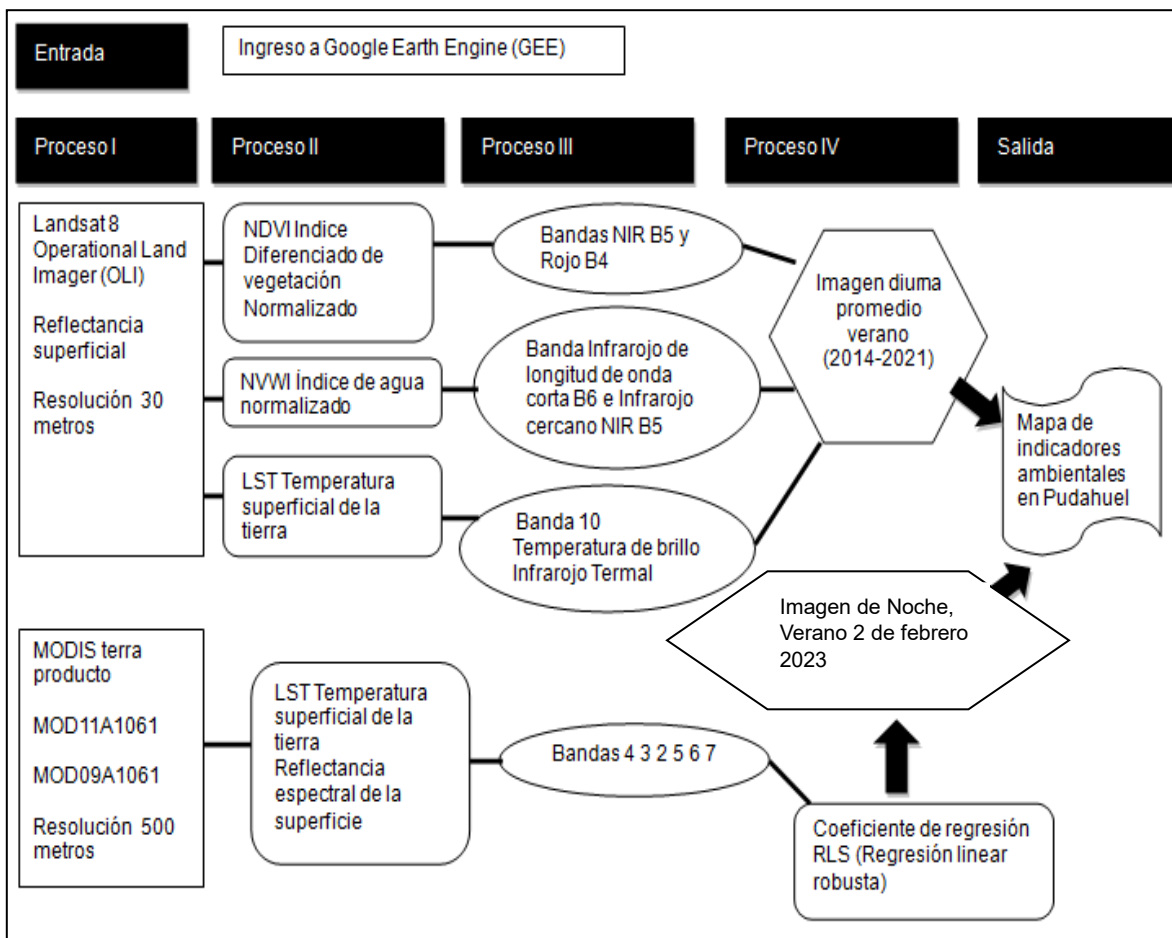 Entrada
Ingreso a Google Earth Engine (GEE)
Proceso I
Proceso II
Proceso III
Proceso IV
Salida
Landsat 8
Operational Land
Imager (OLI)
Reflectancia
superficial
Resolución 30
metros
NDVI Indice
Diferenciado de
vegetación
Normalizado
NVWI Índice de agua
normalizado
LST Temperatura
superficial de la
tierra
Bandas NIR B5 y
Rojo B4
Banda Infrarojo de
longitud de onda
corta B6 e Infrarojo
cercano NIR B5
Banda 10
Temperatura de brillo
Infrarojo Termal
Imagen diurna
promedio
verano
(2014-2021)
Mapa de
indicadores
ambientales
en Pudahuel
Imagen de Noche,
Verano 2 de febrero
2023
MODIS terra
producto
MOD11A1061
MOD09A1061
Resolución 500
metros
LST Temperatura
superficial de la
tierra
Reflectancia
espectral de la
superficie
Bandas 4 3 2 5 6 7
Coeficiente de regresión
RLS (Regresión linear
robusta)